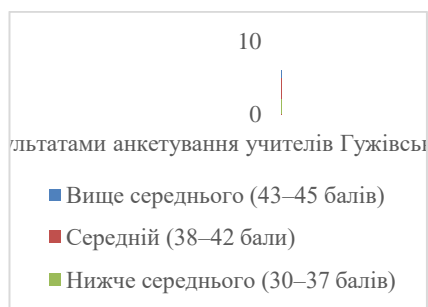 10
0
ультатами анкетування учителів Гужівськ
Вище середнього (43–45 балів)
Середній (38–42 бали)
Нижче середнього (30–37 балів)